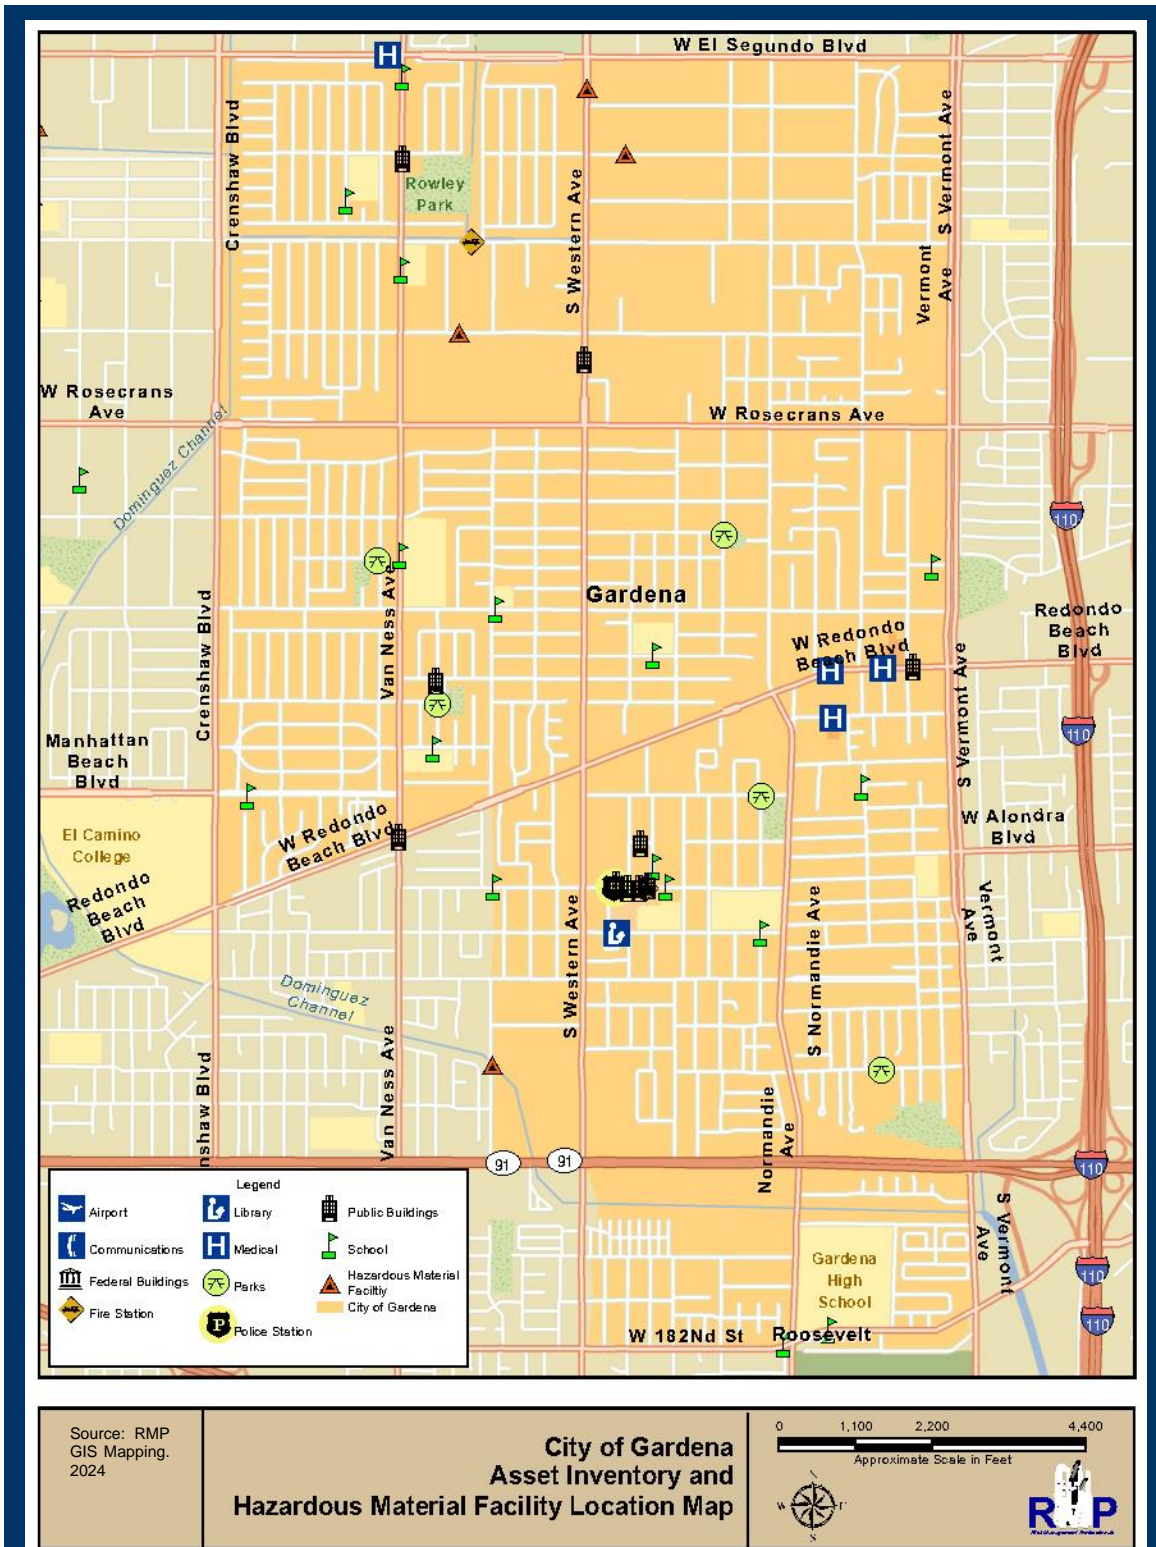 W El Segundo Blvd
Crenshaw Blvd
S Western Ave
S Vermont Ave
Vermont
Ave
Rowley
Park
W Rosecrans
Ave
W Rosecrans Ave
Dominguez Channel
110
Gardena
Crenshaw Blvd
Van Ness Ave
W Redondo
Beach Blvd
Redondo
Beach
Blvd
S Vermont Ave
110
Manhattan
Beach
Blvd
El Camino
College
W Redondo
Beach Blvd
W Alondra
Blvd
Redondo
Beach
Blvd
S Western Ave
S Normandie Ave
Vermont
Ave
Dominguez
Channel
nshaw Blvd
Van Ness Ave
Normandie
Ave
91
91
110
S Vermont
Ave
Gardena
High
School
110
110
W 182Nd St
Roosevelt
Legend
Airport
Library
Public Buildings
Communications
Medical
School
Federal Buildings
Parks
Hazardous Material
Faciltiy
Fire Station
Police Station
City of Gardena
Source: RMP
GIS Mapping.
2024
City of Gardena
Asset Inventory and
Hazardous Material Facility Location Map
0 1,100 2,200 4,400
Approximate Scale in Feet
N
W
S
RMP